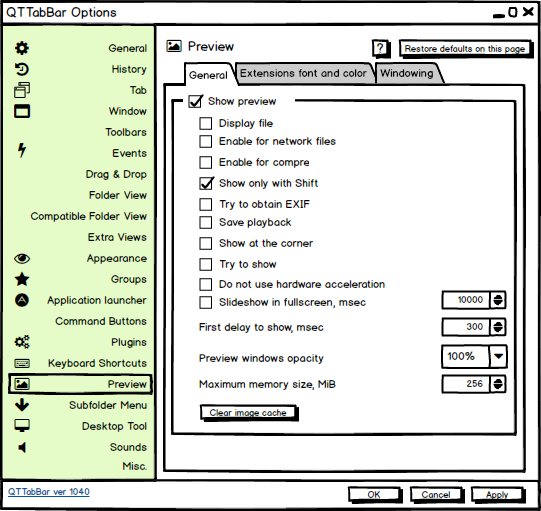 QTTabBar Options
General
History
Tab
Window
Toolbars
Events
Drag & Drop
Folder View
Compatible Folder View
Extra Views
Appearance
Groups
Application launcher
Command Buttons
Plugins
Keyboard Shortcuts
Preview
Subfolder Menu
Desktop Tool
Sounds
Misc.
Preview
?
Restore defaults on this page
General
Extensions font and color
Windowing
Show preview
Display file
Enable for network files
Enable for compre
Show only with Shift
Try to obtain EXIF
Save playback
Show at the corner
Try to show
Do not use hardware acceleration
Slideshow in fullscreen, msec 10000
First delay to show, msec 300
Preview windows opacity 100%
Maximum memory size, MiB 256
Clear image cache
QTTabBar ver 1040
OK
Cancel
Apply